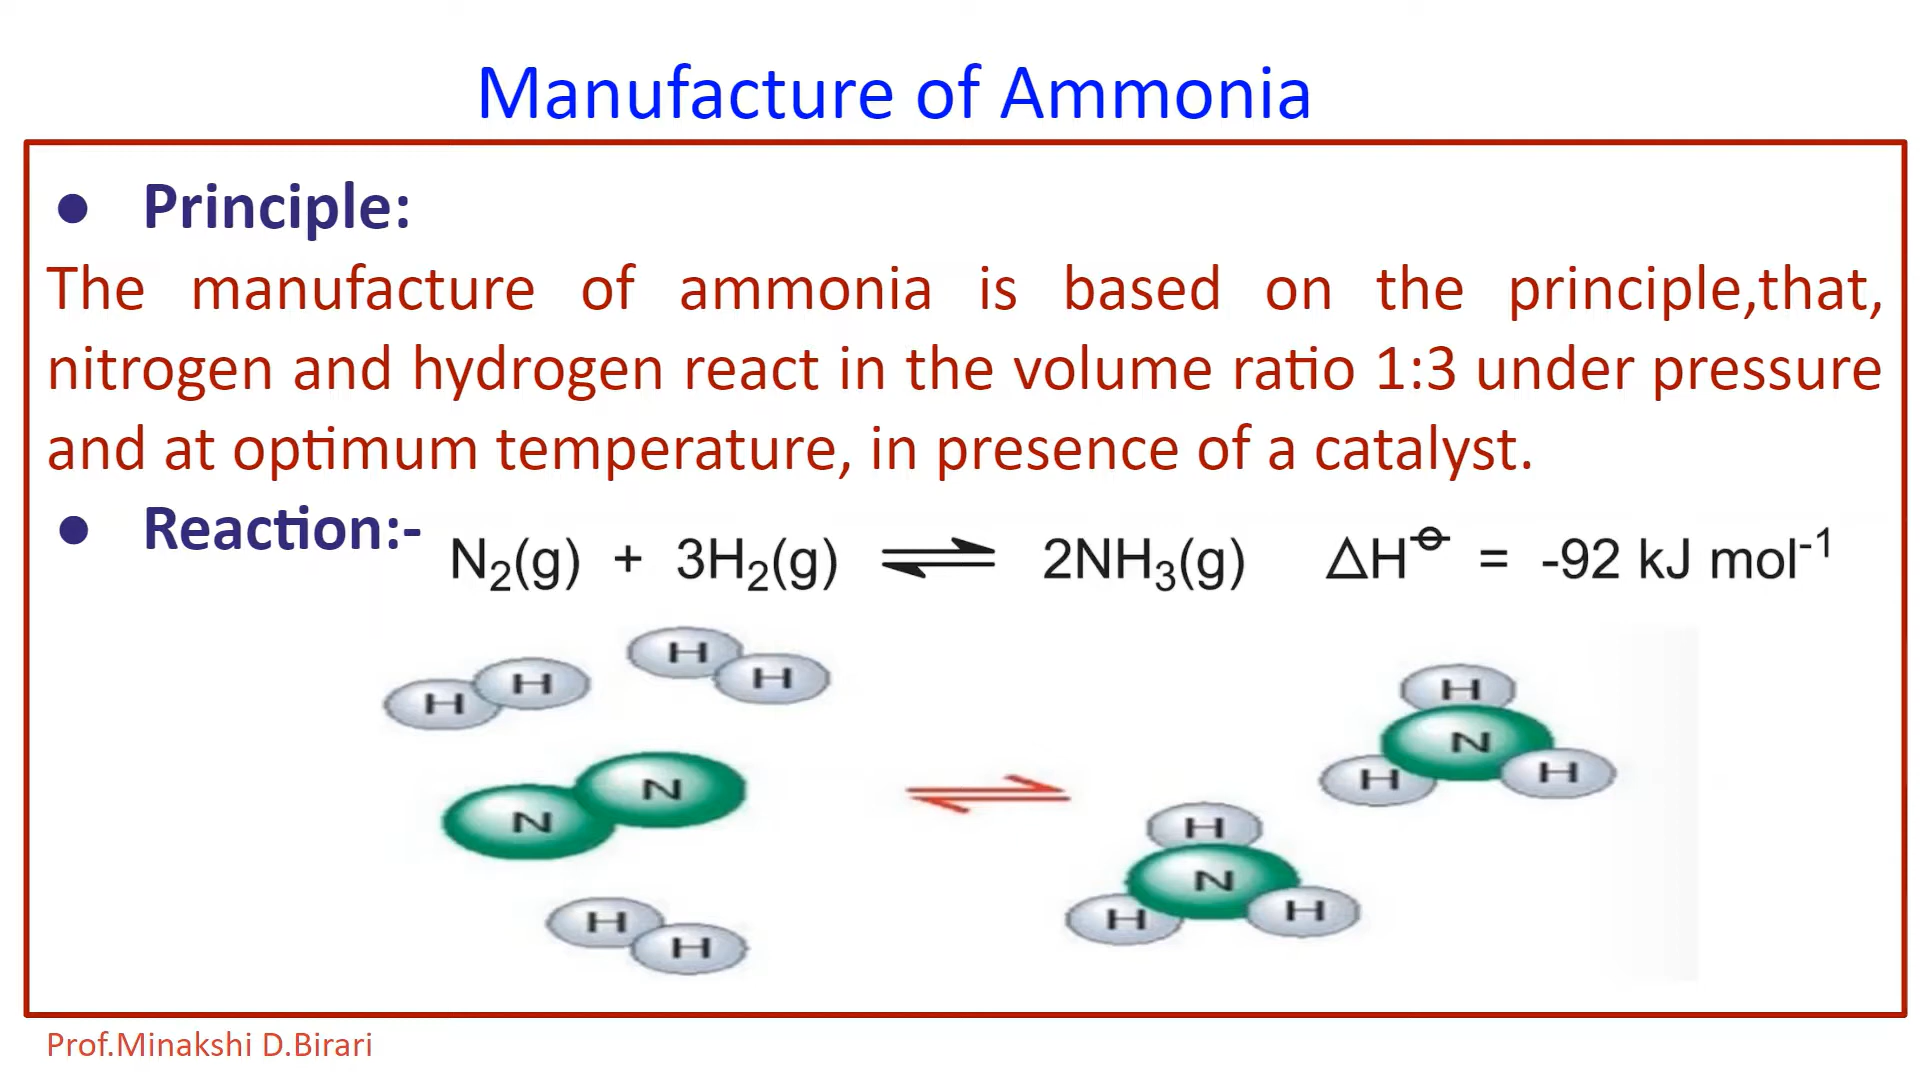 Manufacture of Ammonia
● Principle:
The manufacture of ammonia is based on the principle,that,
nitrogen and hydrogen react in the volume ratio 1:3 under pressure
and at optimum temperature, in presence of a catalyst.
● Reaction:- N₂(g) + 3H₂(g) ⇌ 2NH₃(g) △H⊖ = -92 kJ mol⁻¹
H H
H H
N N
H H
H
N
H H
H
N
H H
Prof.Minakshi D.Birari